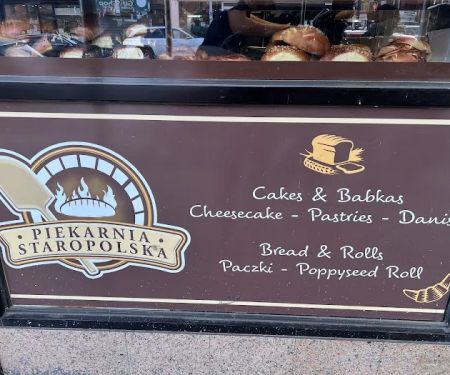 PIEKARNIA
STAROPOLSKA
Cakes & Babkas
Cheesecake - Pastries - Danis
Bread & Rolls
Paczki - Poppyseed Roll